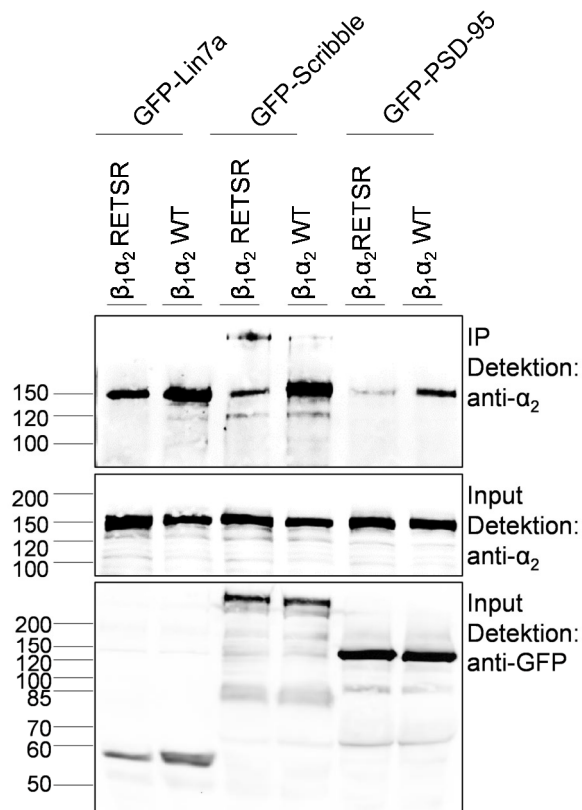 GFP-Lin7a
GFP-Scribble
GFP-PSD-95
β₁α₂ RETSR
β₁α₂ WT
β₁α₂ RETSR
β₁α₂ WT
β₁α₂RETSR
β₁α₂ WT
IP
Detektion:
anti-α₂
150
120
100
Input
Detektion:
anti-α₂
200
150
120
100
Input
Detektion:
anti-GFP
200
150
120
100
85
70
60
50